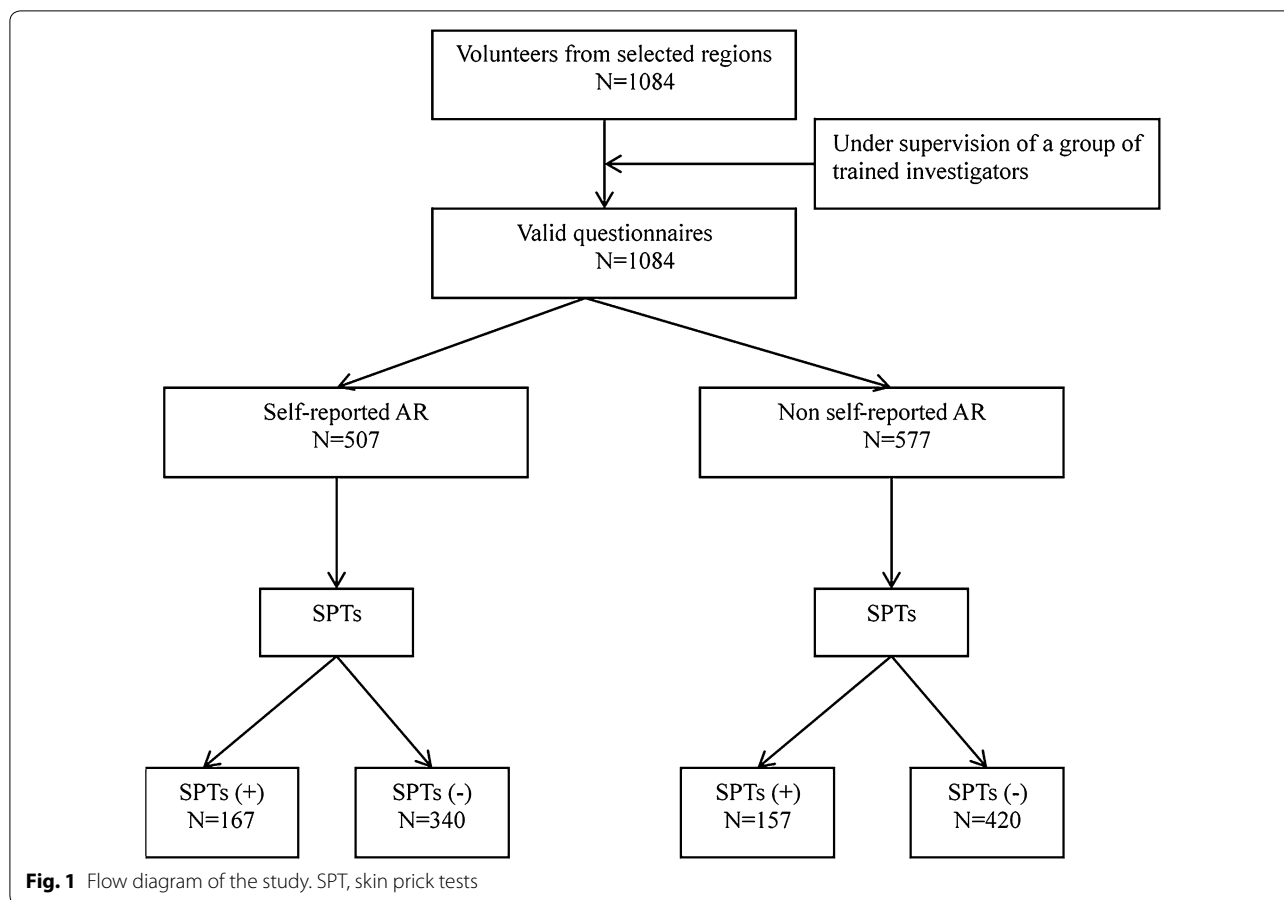 Volunteers from selected regions
N=1084
Under supervision of a group of
trained investigators
Valid questionnaires
N=1084
Self-reported AR
N=507
Non self-reported AR
N=577
SPTs
SPTs
SPTs (+)
N=167
SPTs (-)
N=340
SPTs (+)
N=157
SPTs (-)
N=420
Fig. 1 Flow diagram of the study. SPT, skin prick tests